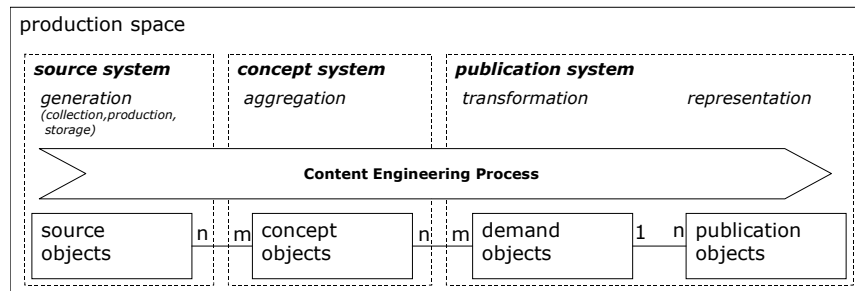 production space
source system concept system publication system
generation aggregation transformation representation
(collection,production,
storage)
Content Engineering Process
source objects n m concept objects n m demand objects 1 n publication objects